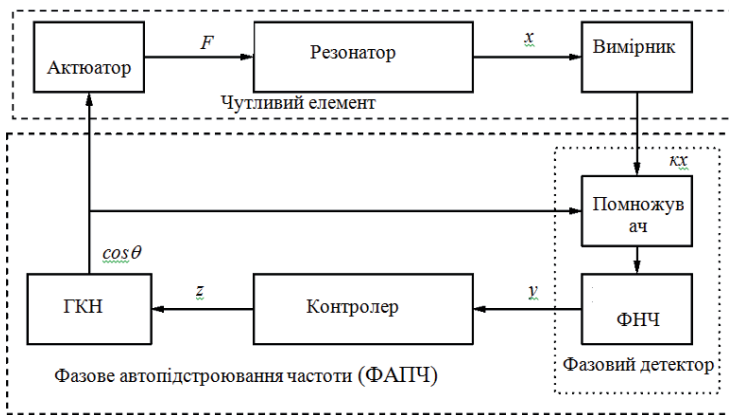 F
x
Актюатор
Резонатор
Вимірник
Чутливий елемент
кх
Помножув
ач
cosθ
z
y
ГКН
Контролер
ФНЧ
Фазовий детектор
Фазове автопідстроювання частоти (ФАПЧ)